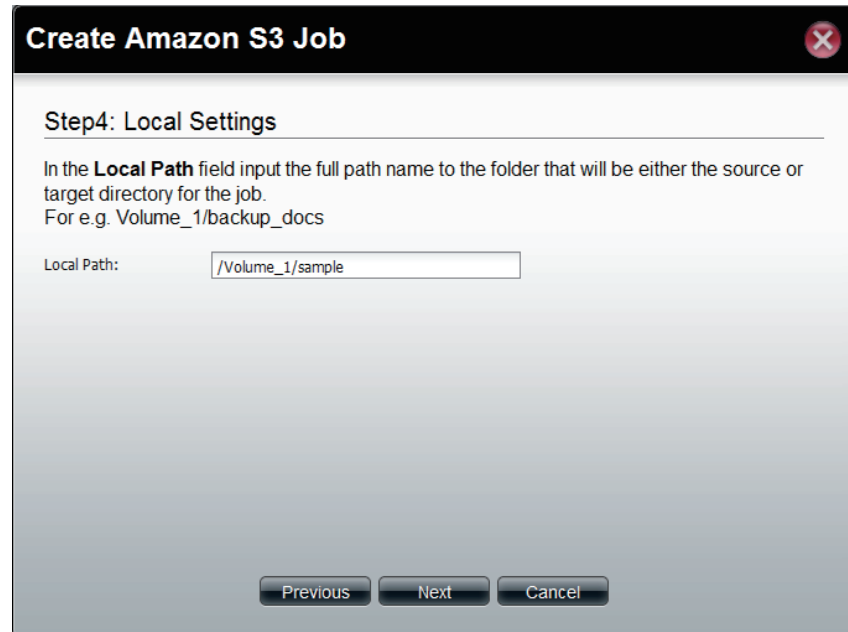 Create Amazon S3 Job
Step4: Local Settings
In the Local Path field input the full path name to the folder that will be either the source or
target directory for the job.
For e.g. Volume_1/backup_docs
Local Path: /Volume_1/sample
Previous Next Cancel